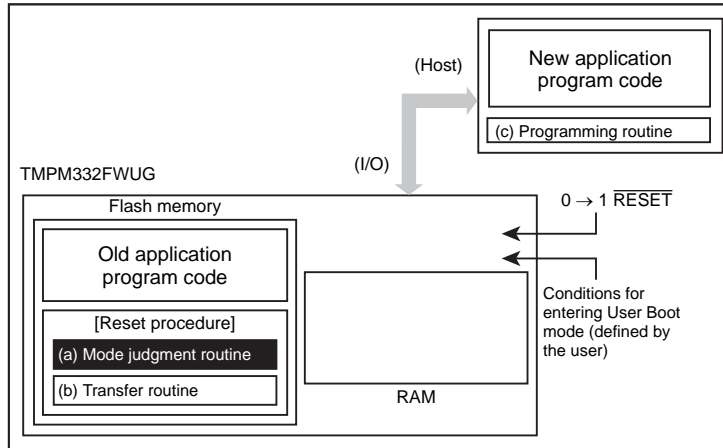 (Host)
New application
program code
(c) Programming routine
(I/O)
TMPM332FWUG
Flash memory
Old application
program code
[Reset procedure]
(a) Mode judgment routine
(b) Transfer routine
RAM
0 → 1 RESET
Conditions for
entering User Boot
mode (defined by
the user)